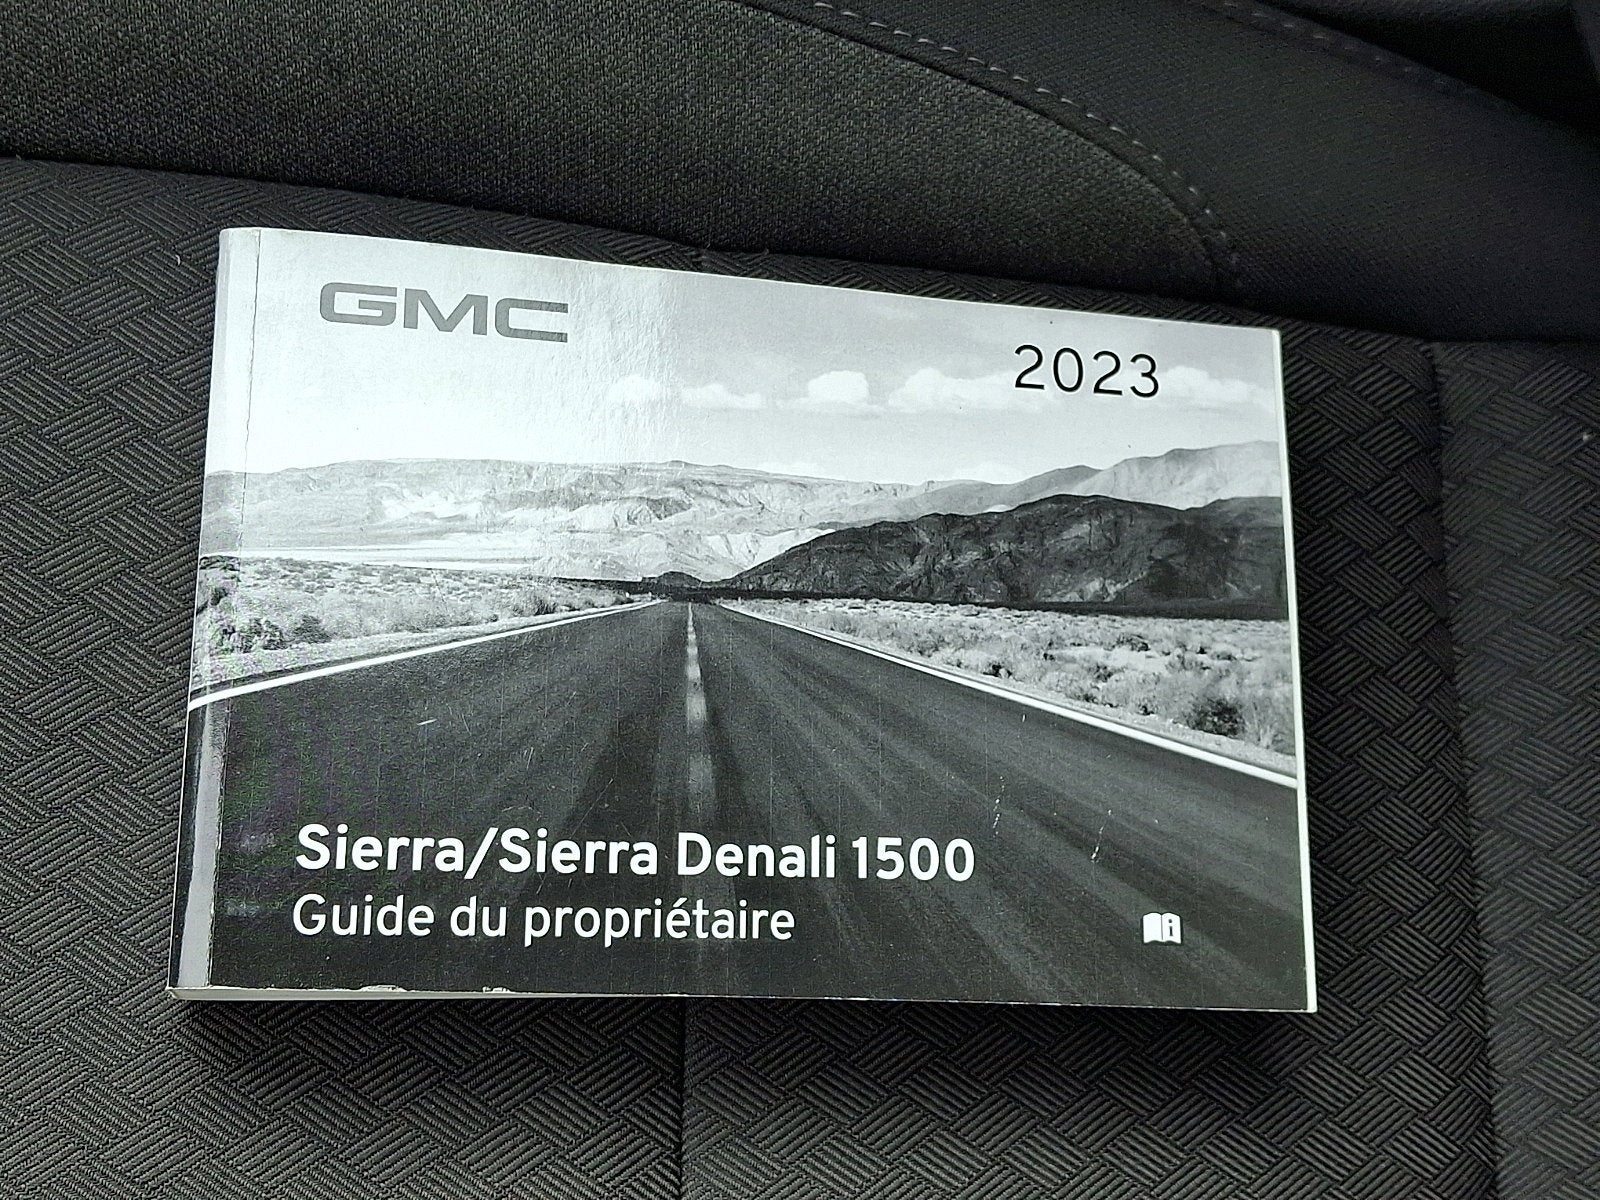 GMC
2023
Sierra/Sierra Denali 1500
Guide du propriétaire